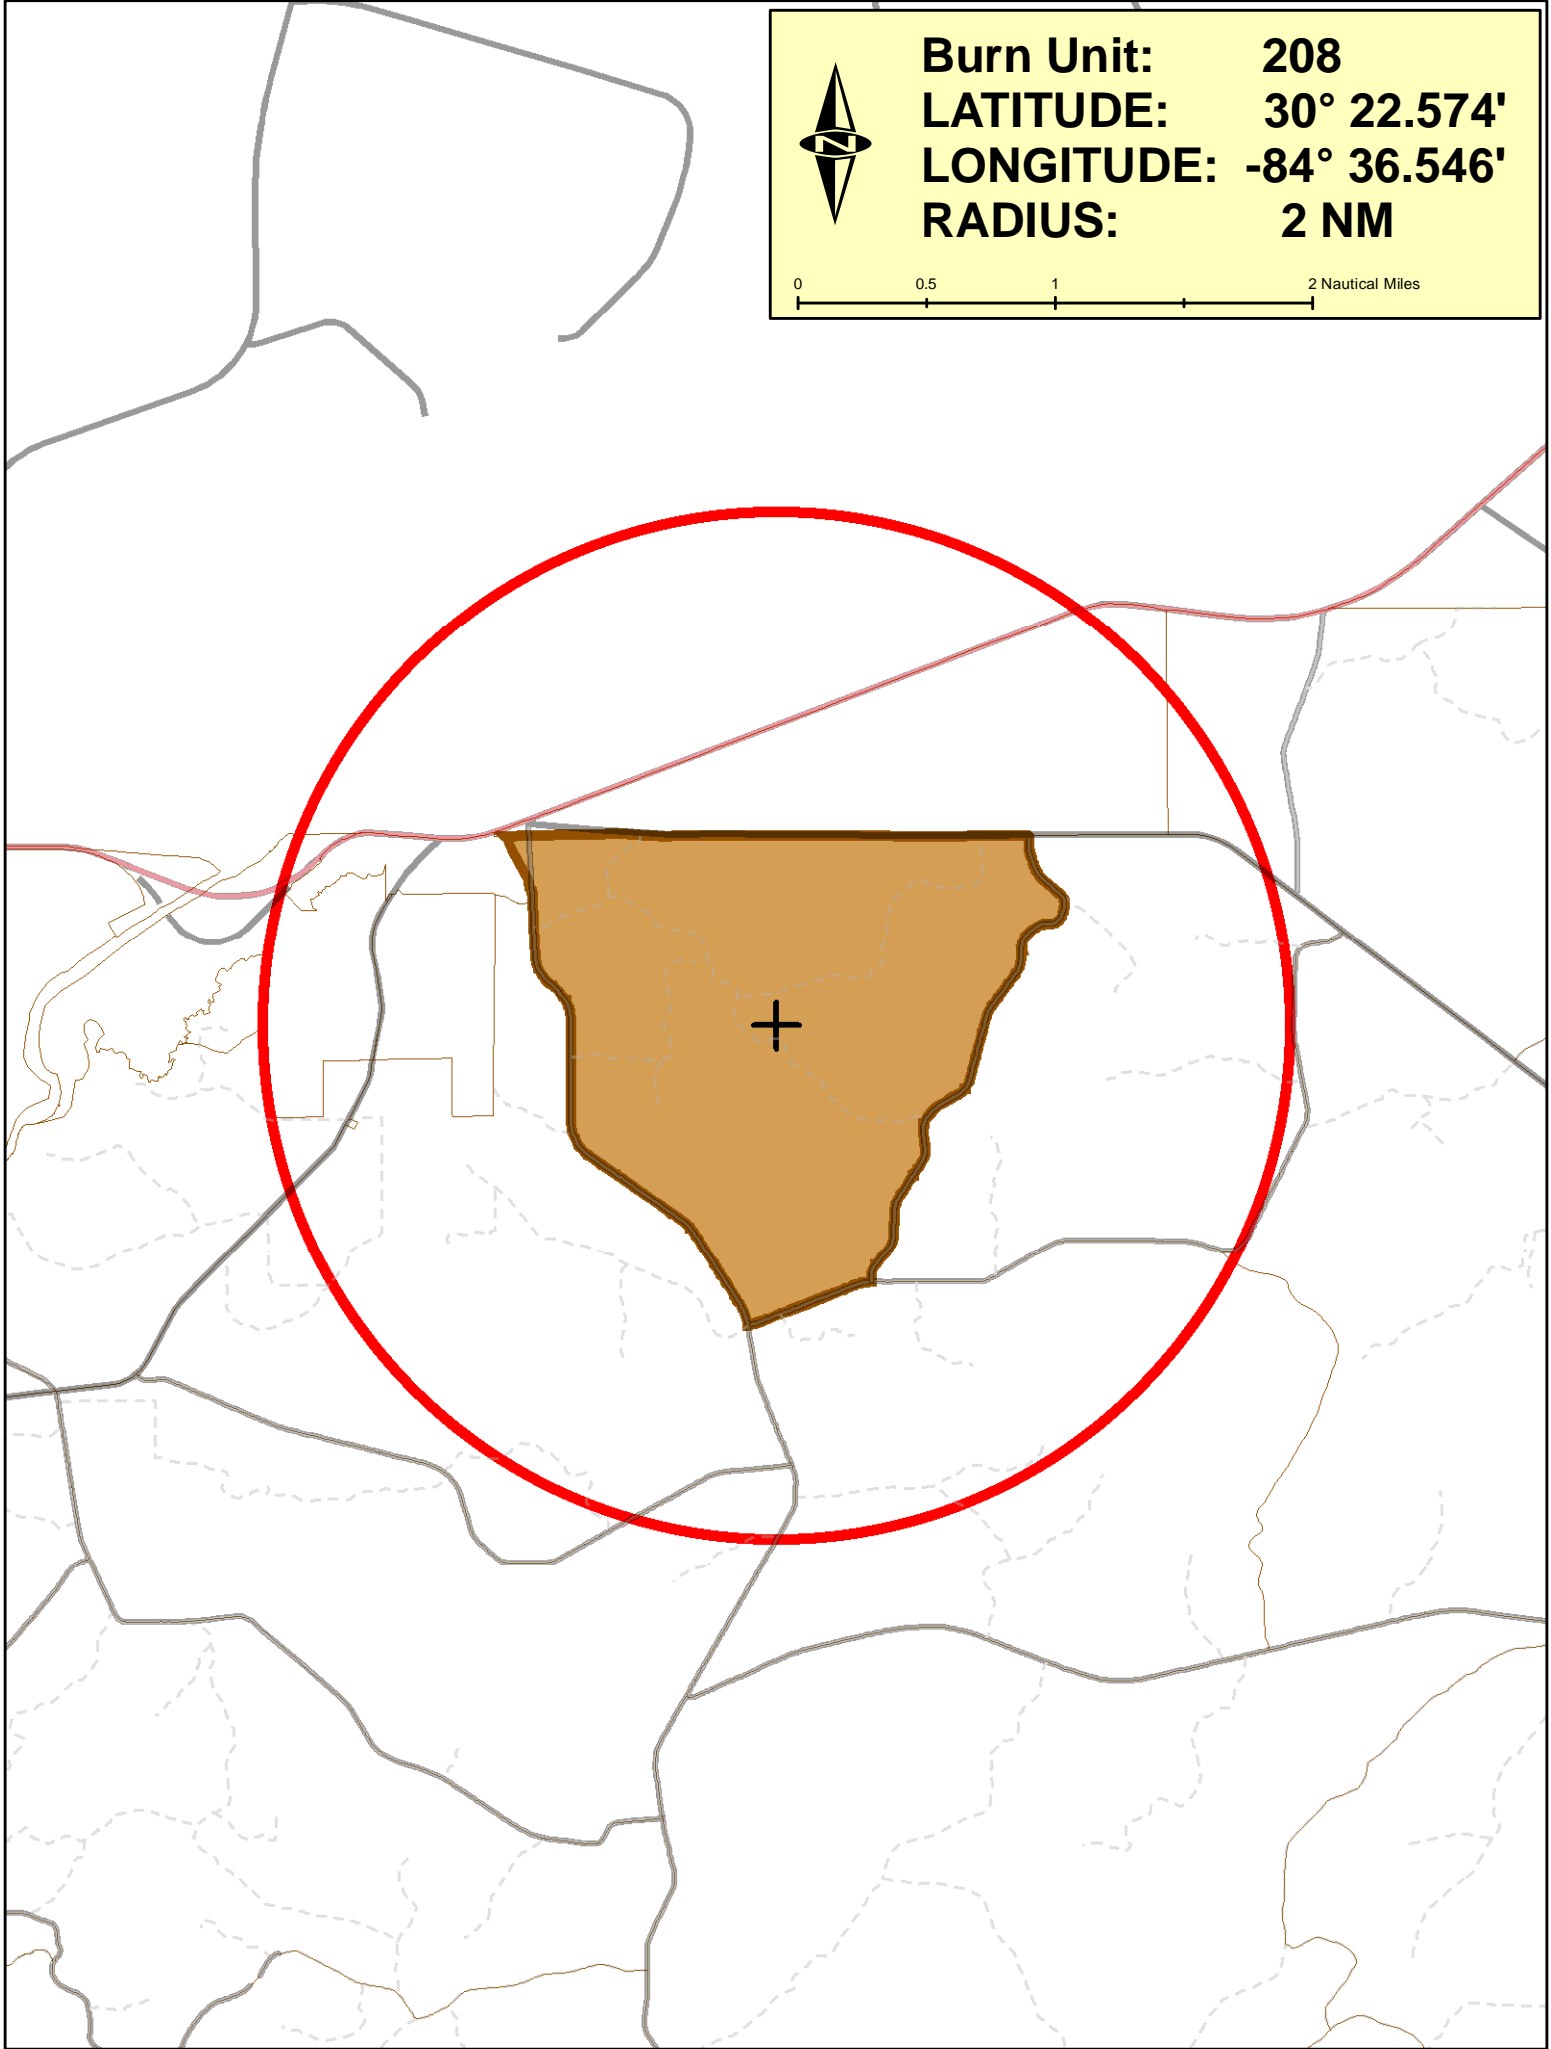 Burn Unit: 208
LATITUDE: 30° 22.574'
LONGITUDE: -84° 36.546'
RADIUS: 2 NM
N
0 0.5 1 2 Nautical Miles